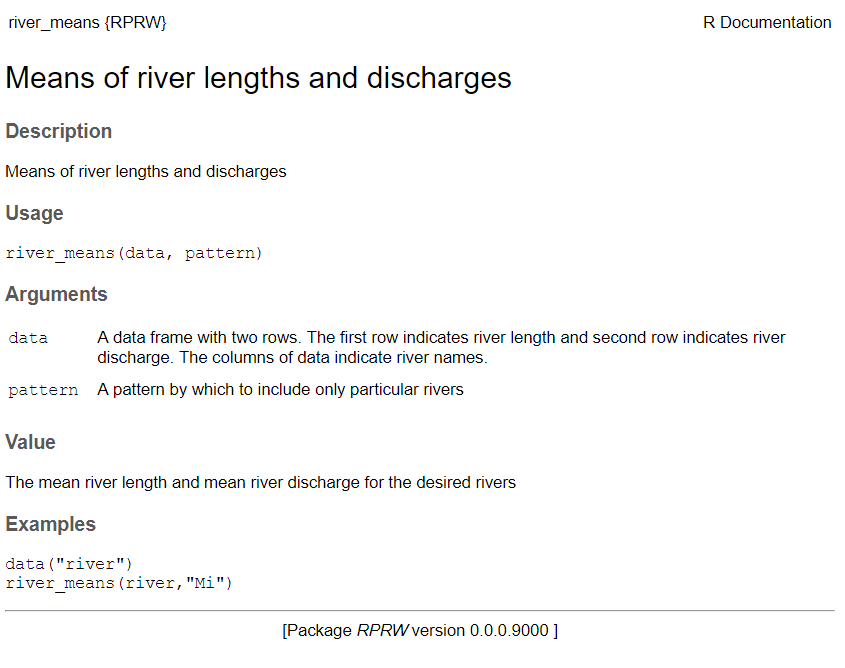 river_means {RPRW} R Documentation
Means of river lengths and discharges
Description
Means of river lengths and discharges
Usage
river_means(data, pattern)
Arguments
data A data frame with two rows. The first row indicates river length and second row indicates river
discharge. The columns of data indicate river names.
pattern A pattern by which to include only particular rivers
Value
The mean river length and mean river discharge for the desired rivers
Examples
data("river")
river_means(river,"Mi")
[Package RPRW version 0.0.0.9000 ]